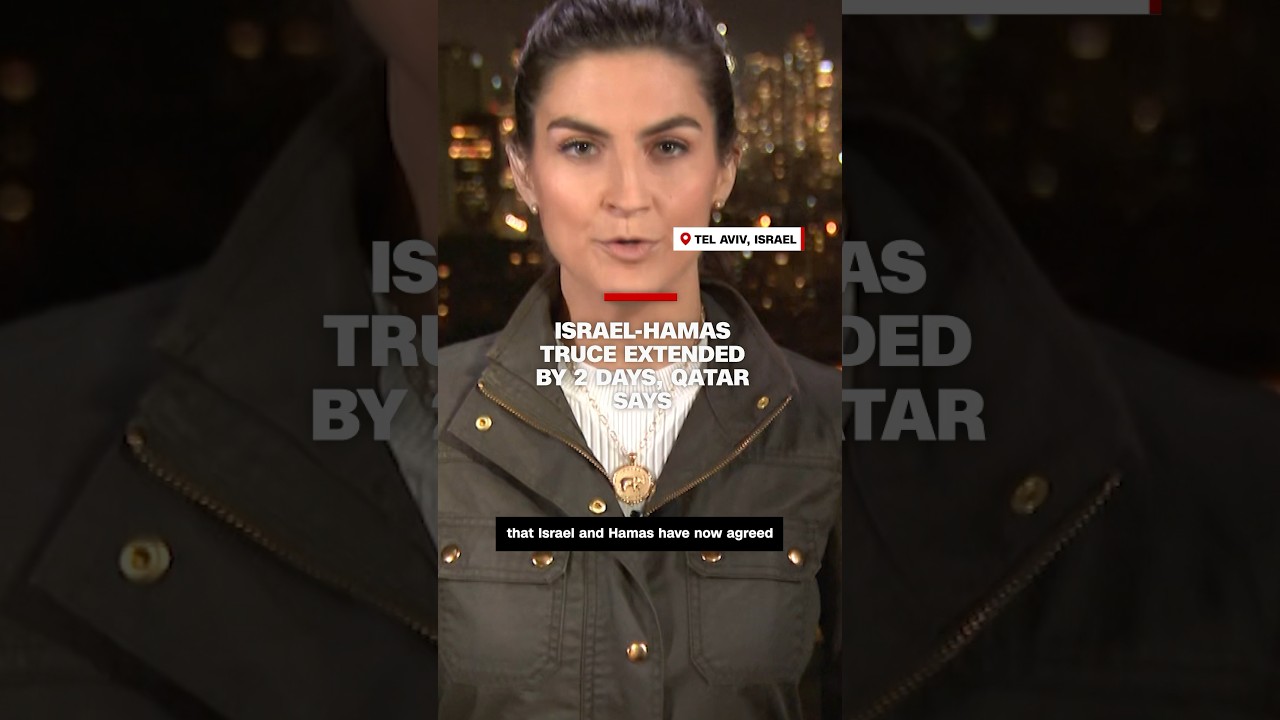 TEL AVIV, ISRAEL
ISRAEL-HAMAS
TRUCE EXTENDED
BY 2 DAYS, QATAR
SAYS
that Israel and Hamas have now agreed